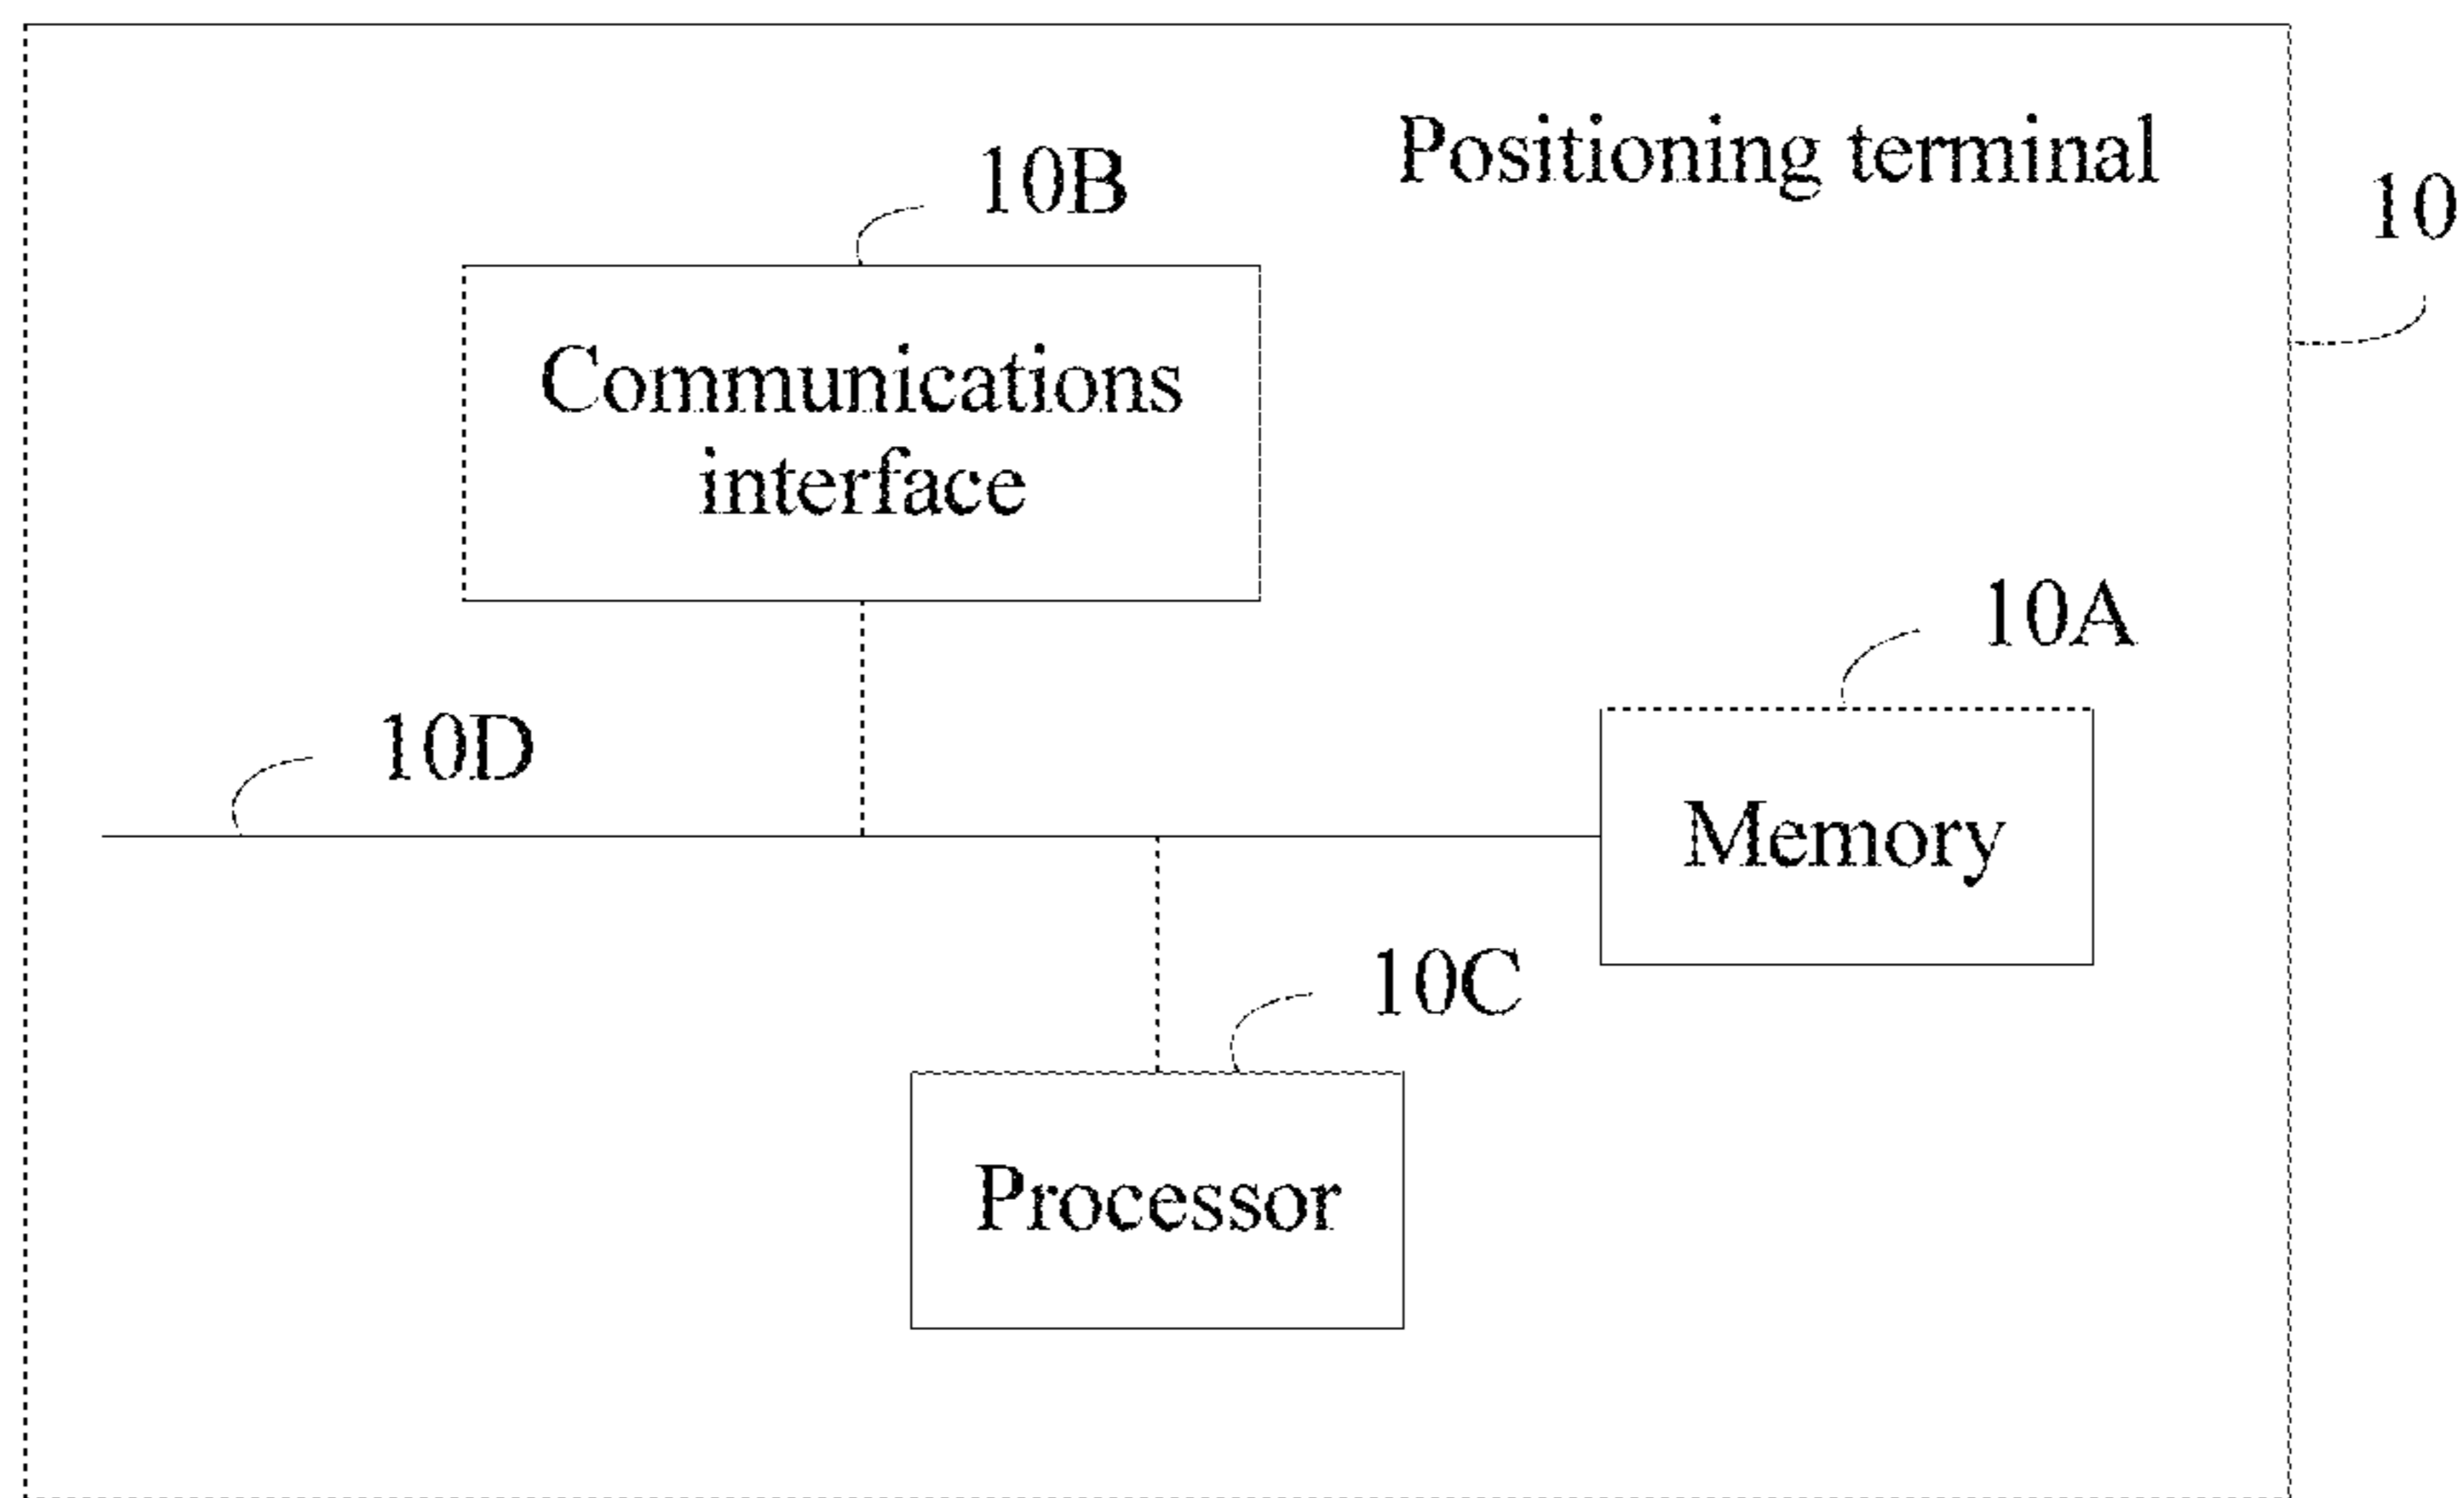 Positioning terminal
10
10B
Communications
interface
10A
10D
Memory
10C
Processor